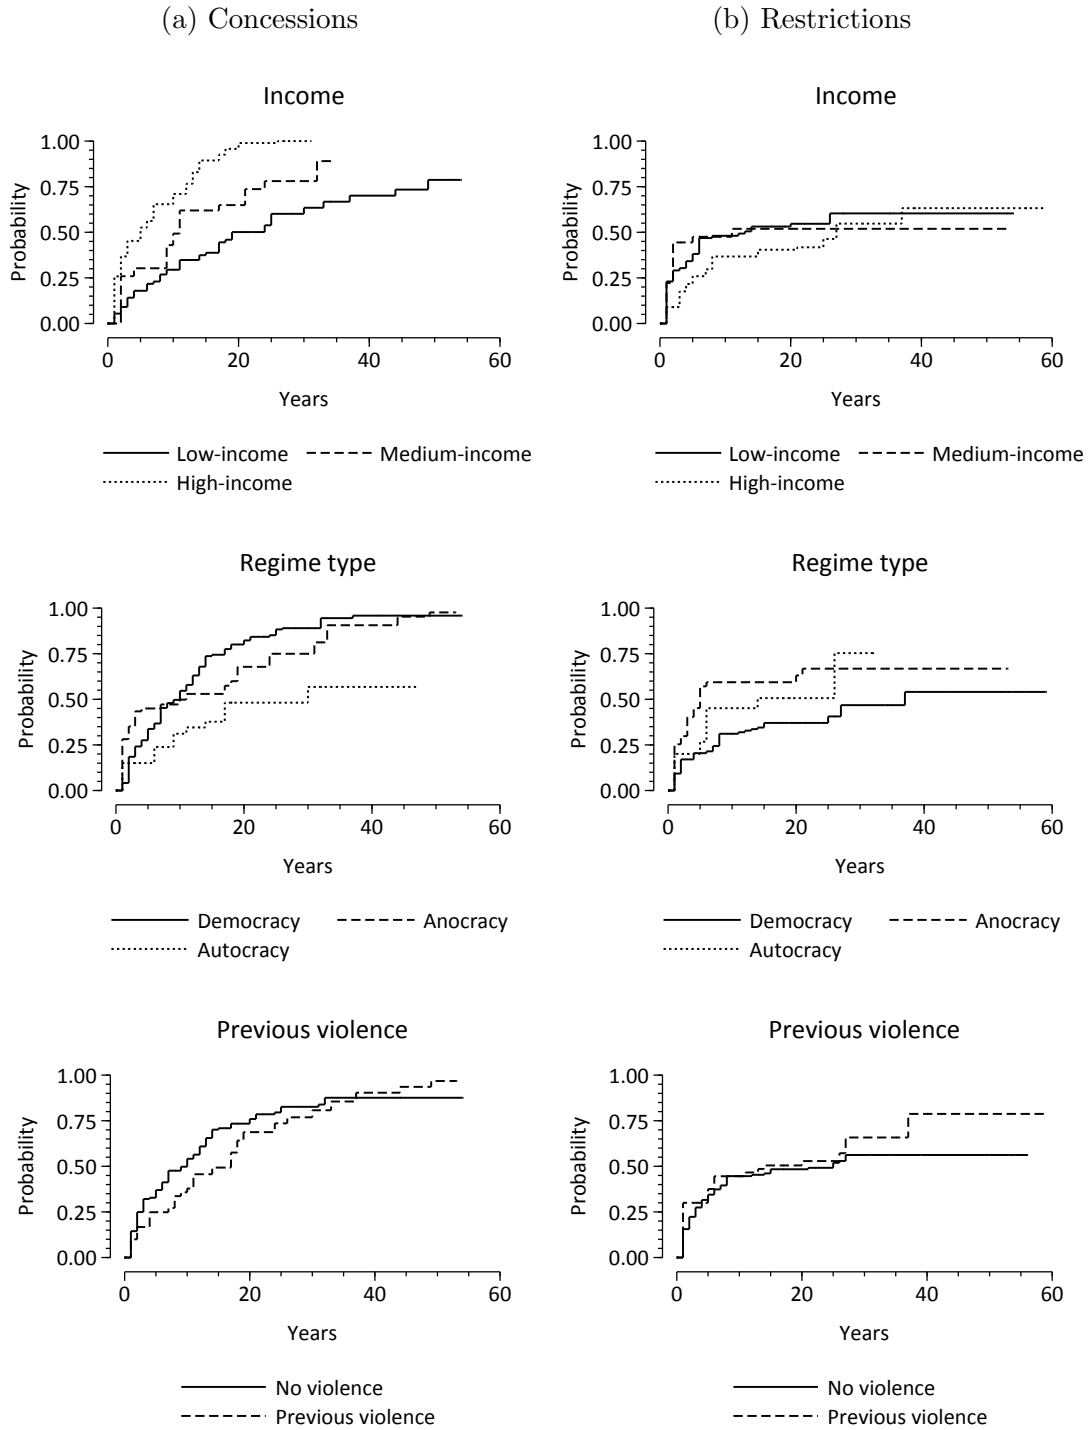 (a) Concessions
(b) Restrictions
Income
Probability
1.00
0.75
0.50
0.25
0.00
0 20 40 60
Years
Low-income Medium-income
High-income
Income
Probability
1.00
0.75
0.50
0.25
0.00
0 20 40 60
Years
Low-income Medium-income
High-income
Regime type
Probability
1.00
0.75
0.50
0.25
0.00
0 20 40 60
Years
Democracy Anocracy
Autocracy
Regime type
Probability
1.00
0.75
0.50
0.25
0.00
0 20 40 60
Years
Democracy Anocracy
Autocracy
Previous violence
Probability
1.00
0.75
0.50
0.25
0.00
0 20 40 60
Years
No violence
Previous violence
Previous violence
Probability
1.00
0.75
0.50
0.25
0.00
0 20 40 60
Years
No violence
Previous violence